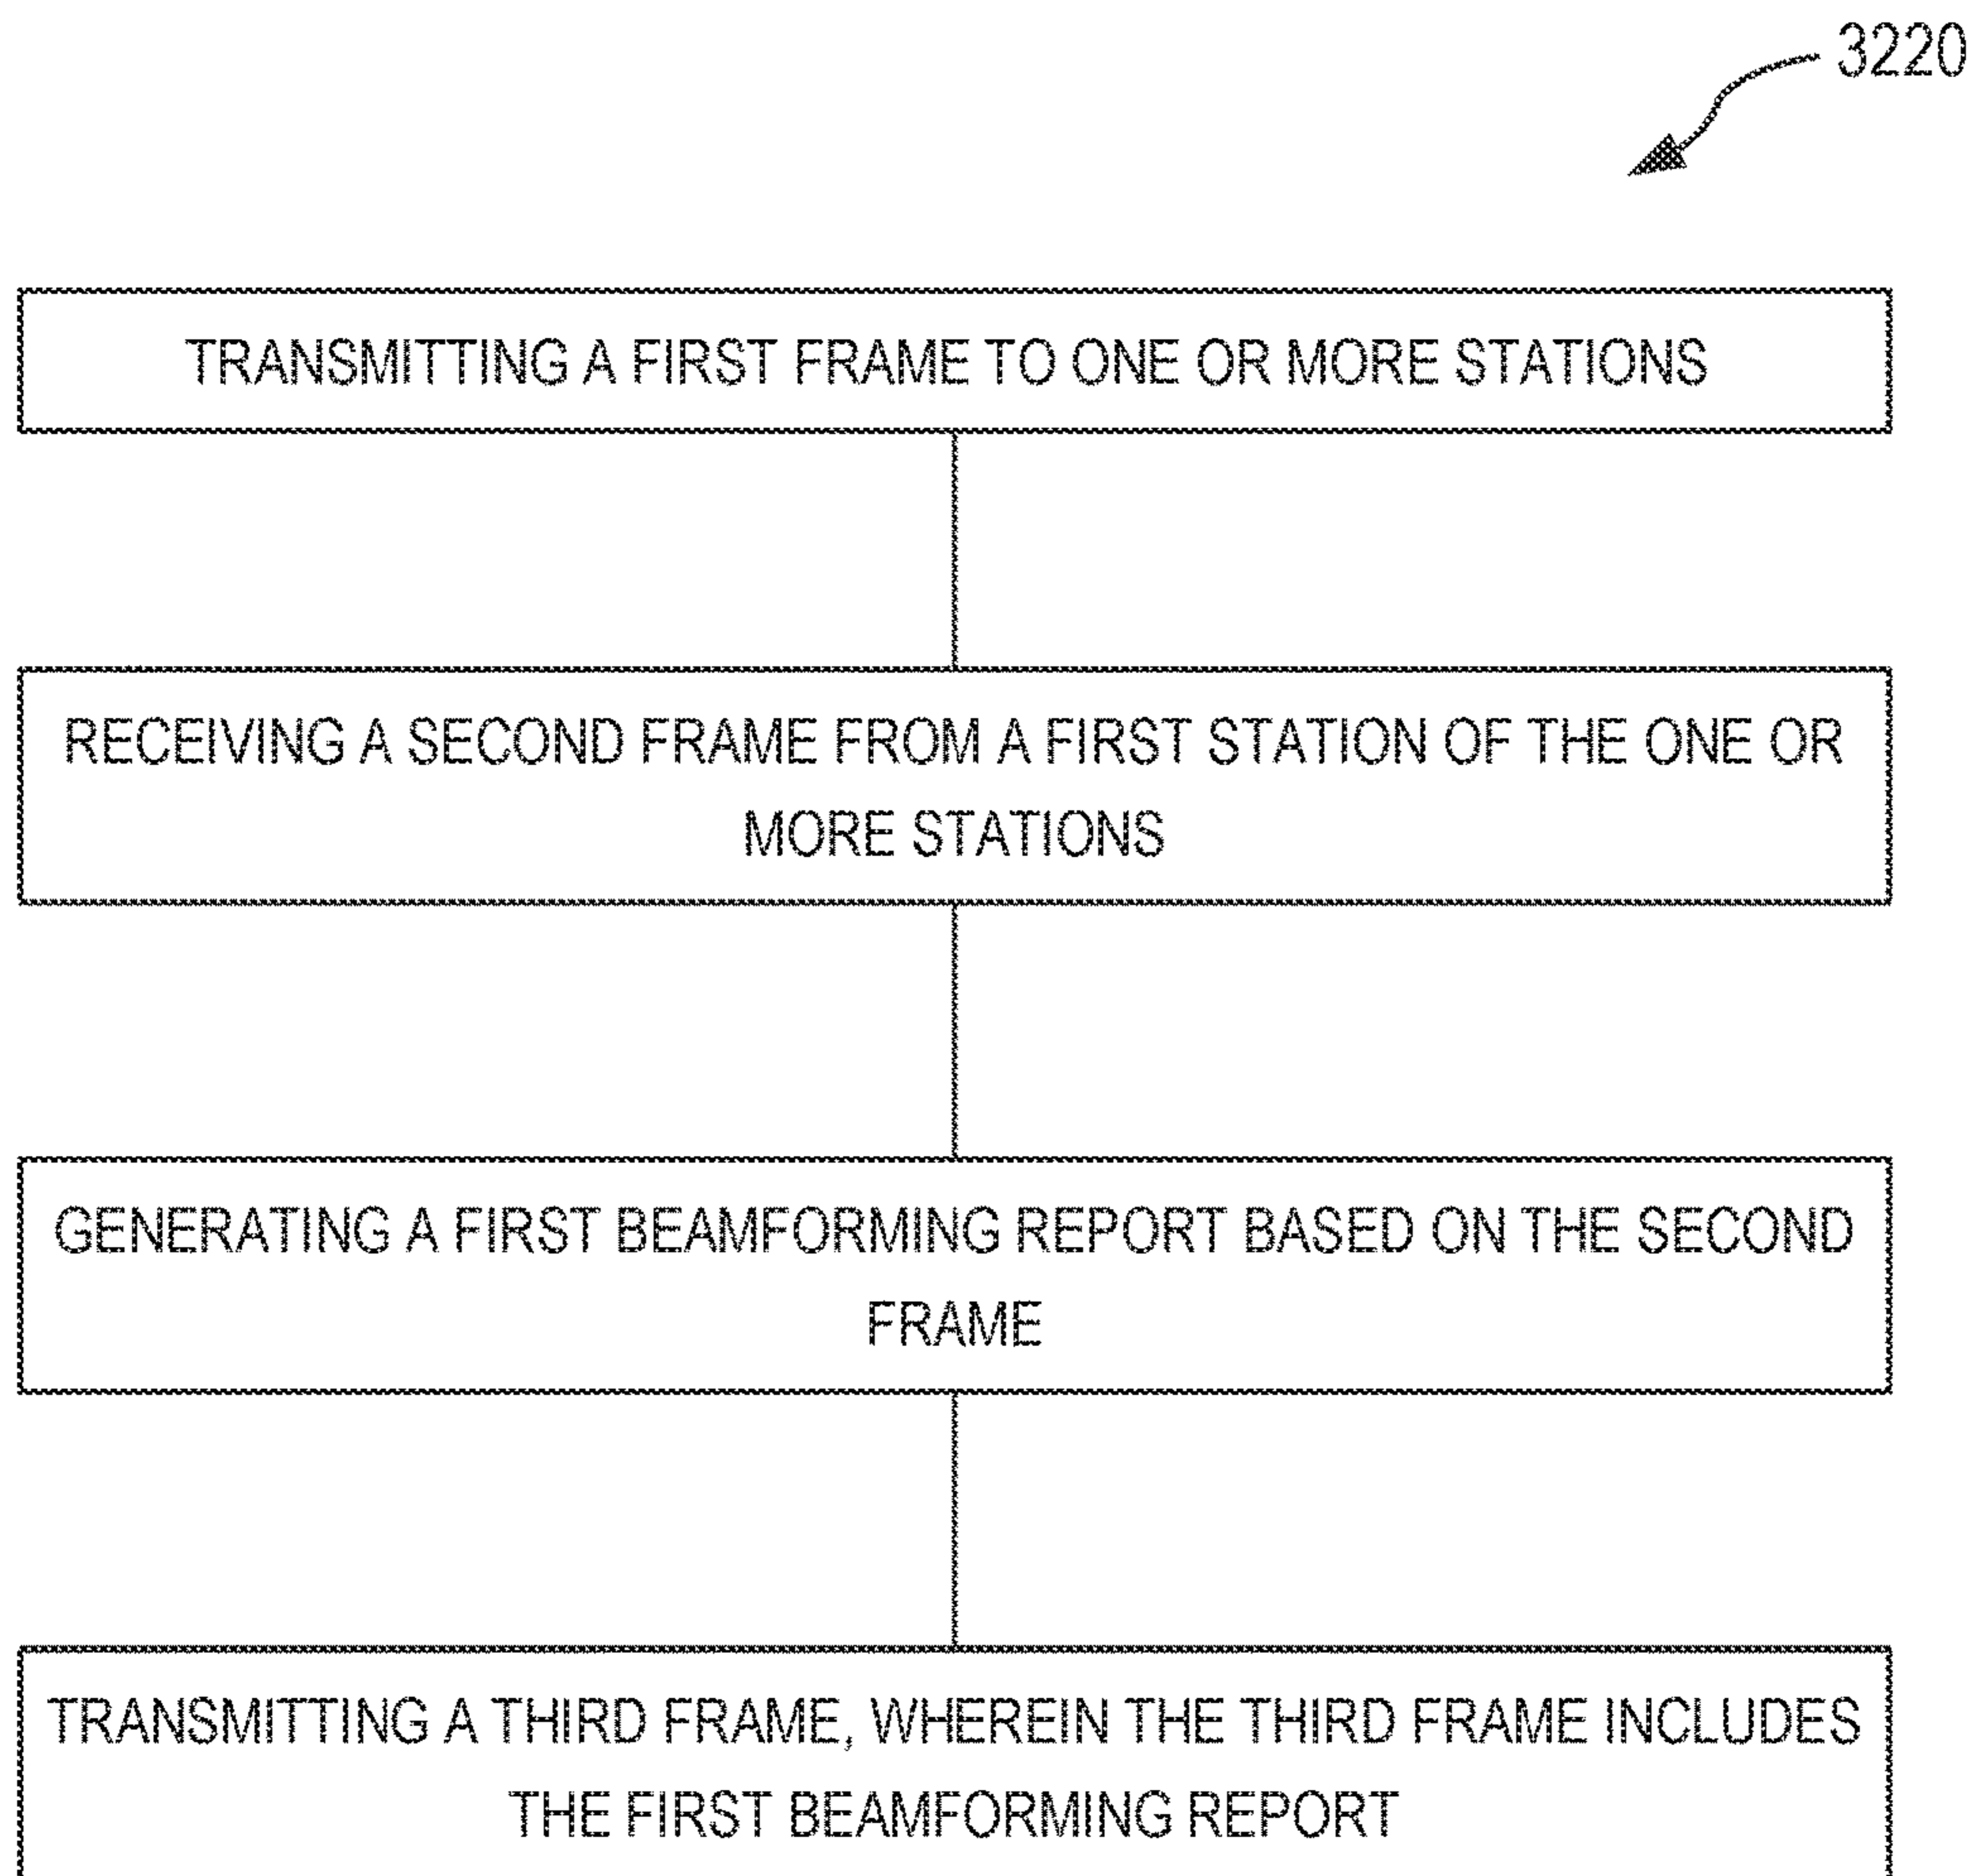 3220
TRANSMITTING A FIRST FRAME TO ONE OR MORE STATIONS
RECEIVING A SECOND FRAME FROM A FIRST STATION OF THE ONE OR
MORE STATIONS
GENERATING A FIRST BEAMFORMING REPORT BASED ON THE SECOND
FRAME
TRANSMITTING A THIRD FRAME, WHEREIN THE THIRD FRAME INCLUDES
THE FIRST BEAMFORMING REPORT